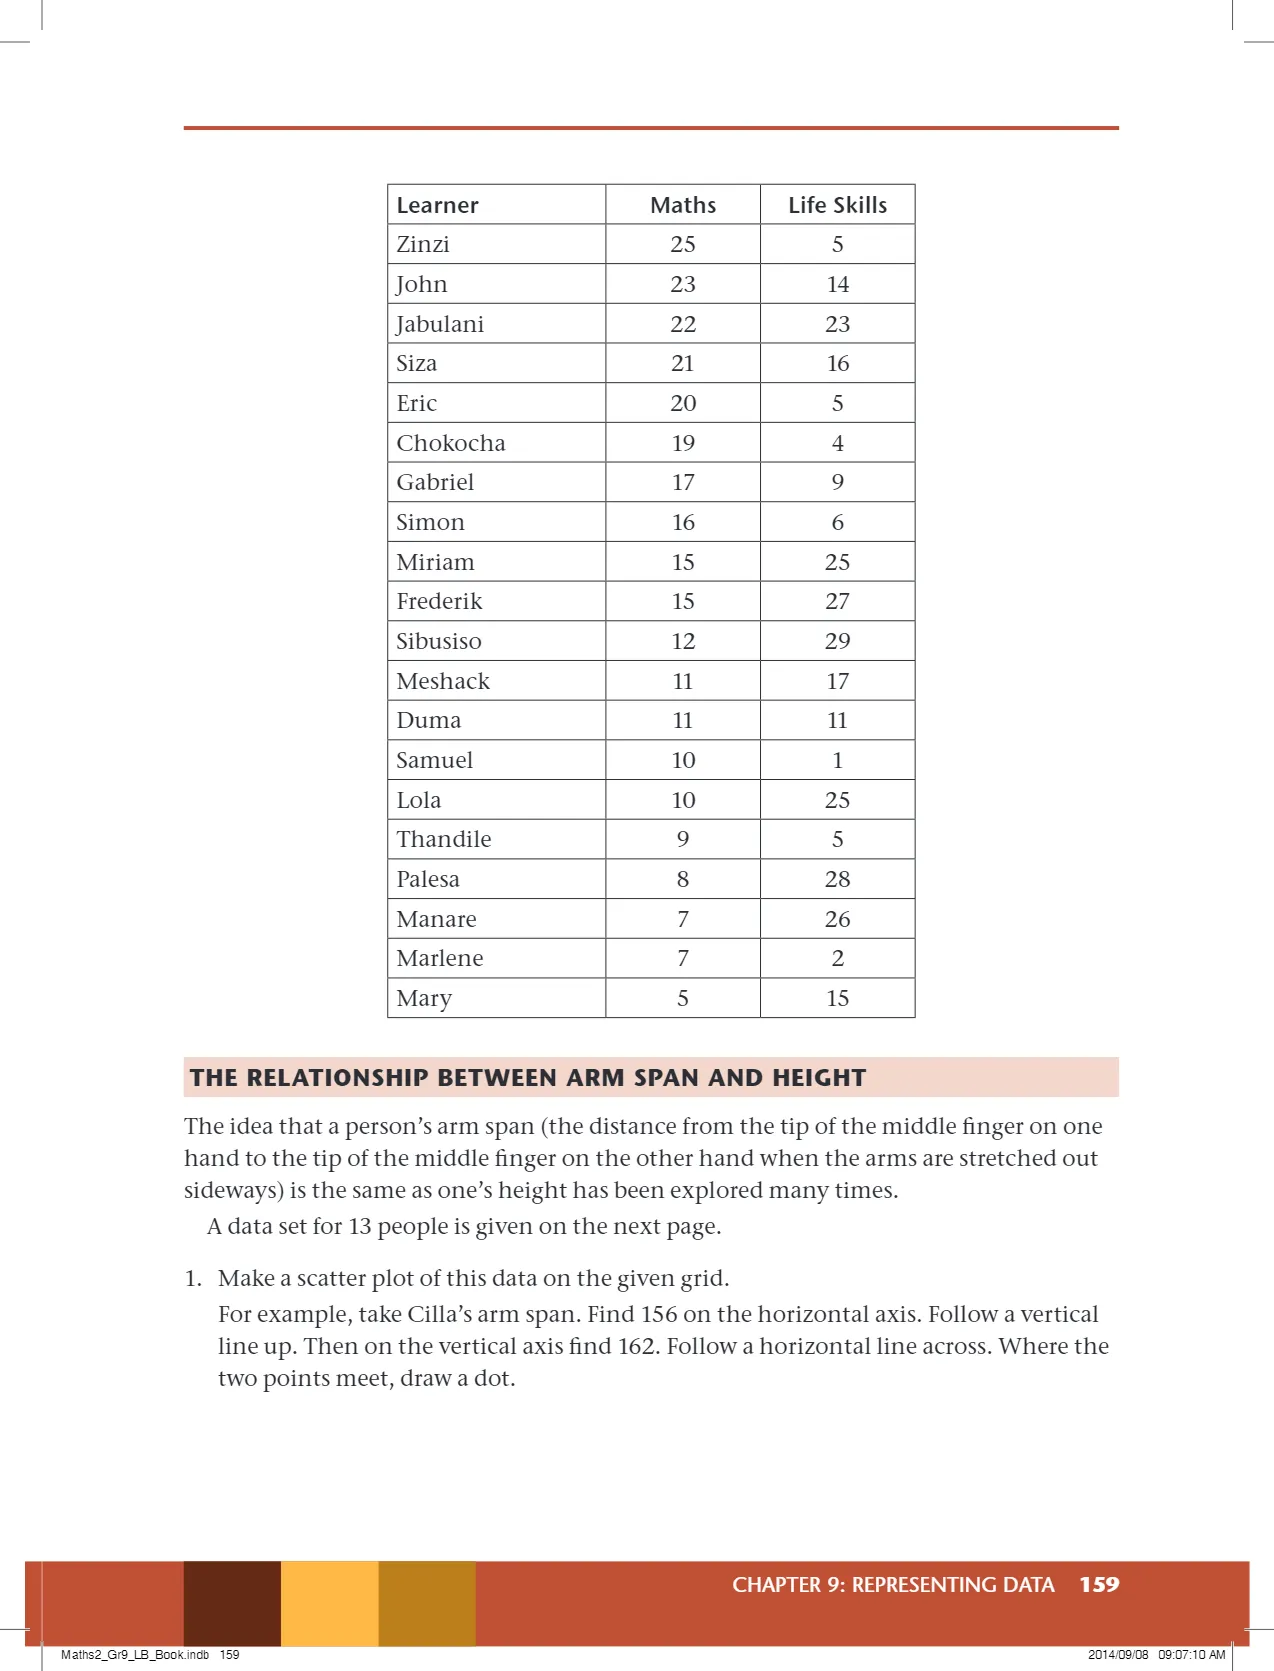 Learner Maths Life Skills
Zinzi 25 5
John 23 14
Jabulani 22 23
Siza 21 16
Eric 20 5
Chokocha 19 4
Gabriel 17 9
Simon 16 6
Miriam 15 25
Frederik 15 27
Sibusiso 12 29
Meshack 11 17
Duma 11 11
Samuel 10 1
Lola 10 25
Thandile 9 5
Palesa 8 28
Manare 7 26
Marlene 7 2
Mary 5 15
THE RELATIONSHIP BETWEEN ARM SPAN AND HEIGHT
The idea that a person’s arm span (the distance from the tip of the middle finger on one
hand to the tip of the middle finger on the other hand when the arms are stretched out
sideways) is the same as one’s height has been explored many times.
A data set for 13 people is given on the next page.
1. Make a scatter plot of this data on the given grid.
For example, take Cilla’s arm span. Find 156 on the horizontal axis. Follow a vertical
line up. Then on the vertical axis find 162. Follow a horizontal line across. Where the
two points meet, draw a dot.
CHAPTER 9: REPRESENTING DATA 159
Maths2_Gr9_LB_Book.indb 159 2014/09/08 09:07:10 AM